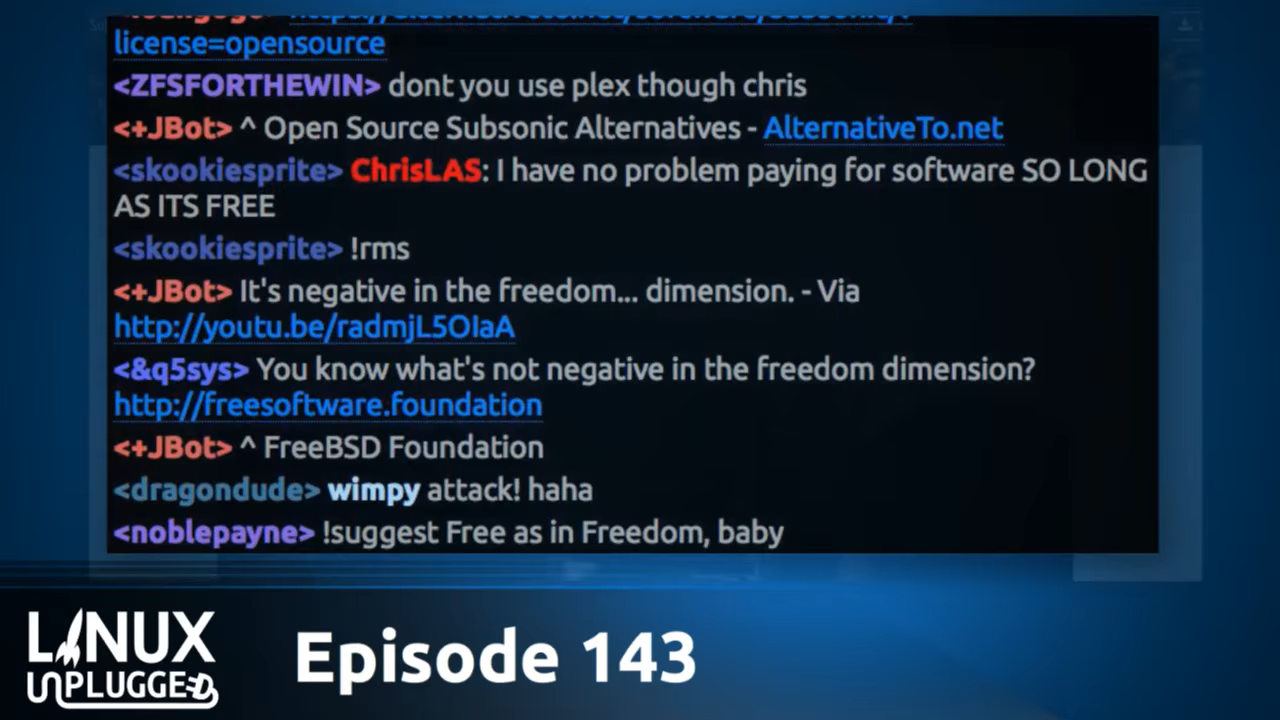 license=opensource
<ZFSFORTHEWIN> dont you use plex though chris
<+JBot> ^ Open Source Subsonic Alternatives - AlternativeTo.net
<skookiesprite> ChrisLAS: I have no problem paying for software SO LONG
AS ITS FREE
<skookiesprite> !rms
<+JBot> It's negative in the freedom... dimension. - Via
http://youtu.be/radmjL5OIaA
<&q5sys> You know what's not negative in the freedom dimension?
http://freesoftware.foundation
<+JBot> ^ FreeBSD Foundation
<dragondude> wimpy attack! haha
<noblepayne> !suggest Free as in Freedom, baby
LINUX
UNPLUGGED
Episode 143